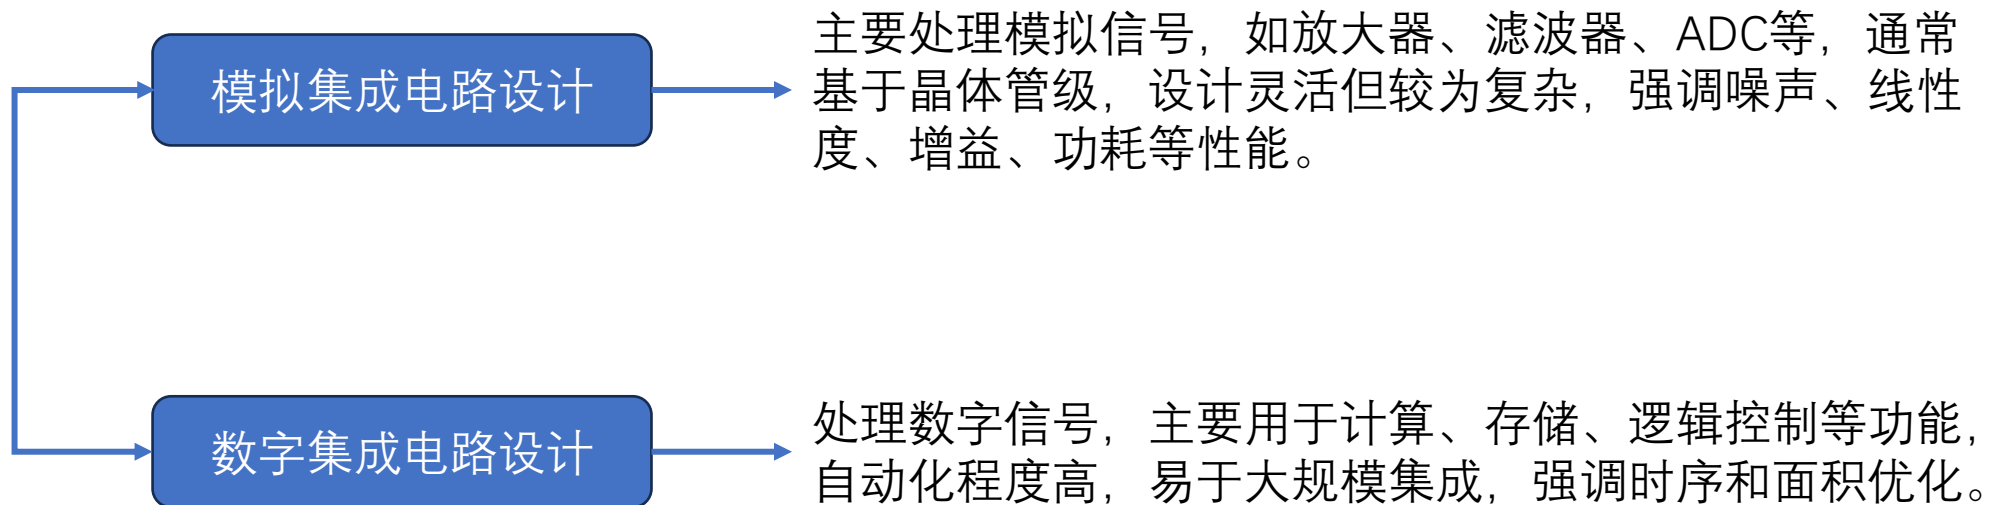 模拟集成电路设计
主要处理模拟信号，如放大器、滤波器、ADC等，通常
基于晶体管级，设计灵活但较为复杂，强调噪声、线性
度、增益、功耗等性能。
数字集成电路设计
处理数字信号，主要用于计算、存储、逻辑控制等功能，
自动化程度高，易于大规模集成，强调时序和面积优化。